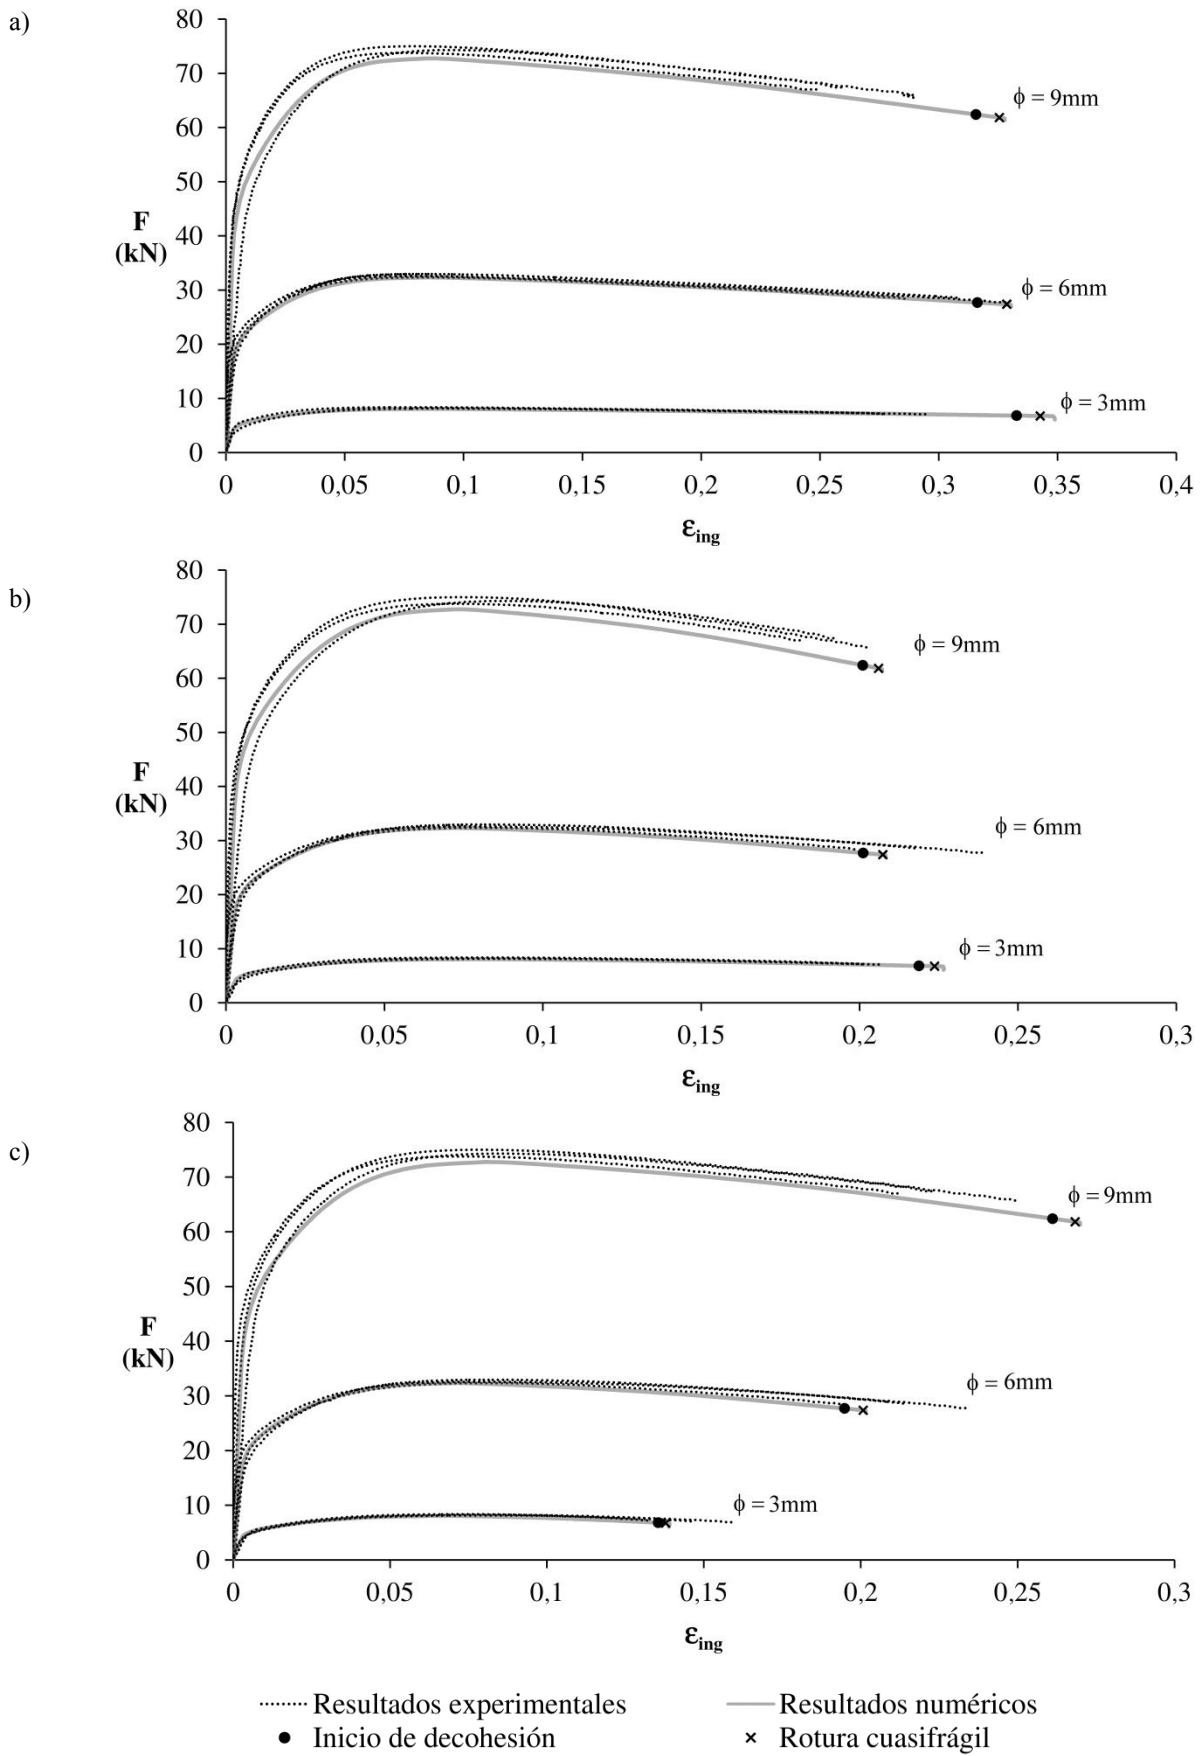 a)
80
70
60
50
40
30
20
10
0
F
(kN)
ϕ = 9mm
ϕ = 6mm
ϕ = 3mm
0 0,05 0,1 0,15 0,2 0,25 0,3 0,35 0,4
εing
b)
80
70
60
50
40
30
20
10
0
F
(kN)
ϕ = 9mm
ϕ = 6mm
ϕ = 3mm
0 0,05 0,1 0,15 0,2 0,25 0,3
εing
c)
80
70
60
50
40
30
20
10
0
F
(kN)
ϕ = 9mm
ϕ = 6mm
ϕ = 3mm
0 0,05 0,1 0,15 0,2 0,25 0,3
εing
Resultados experimentales Resultados numéricos
Inicio de decohesión Rotura cuasifrágil